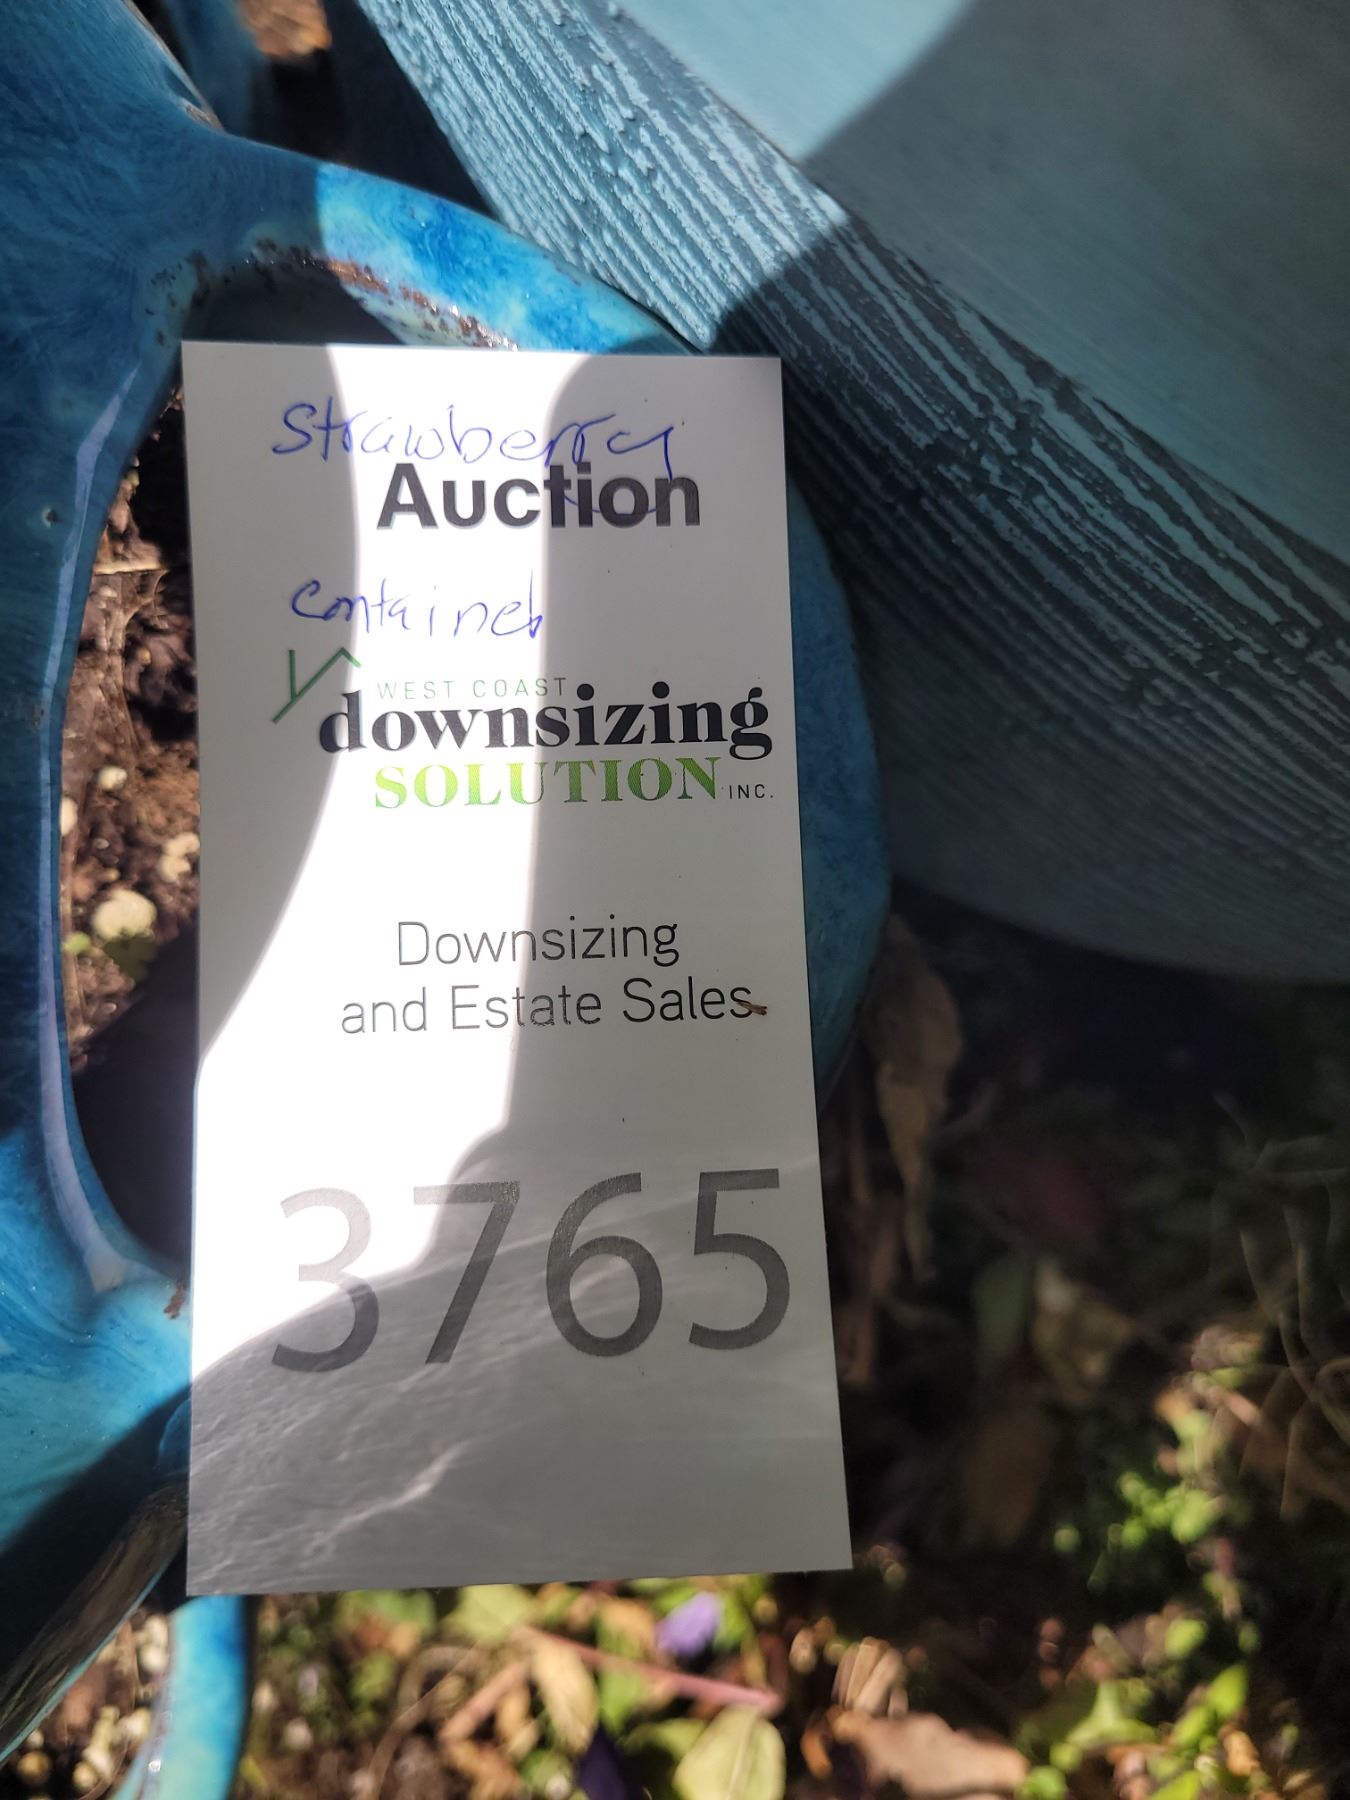 Strawberry
Auction
Container
WEST COAST
downsizing
SOLUTION INC.
Downsizing
and Estate Sales
3765